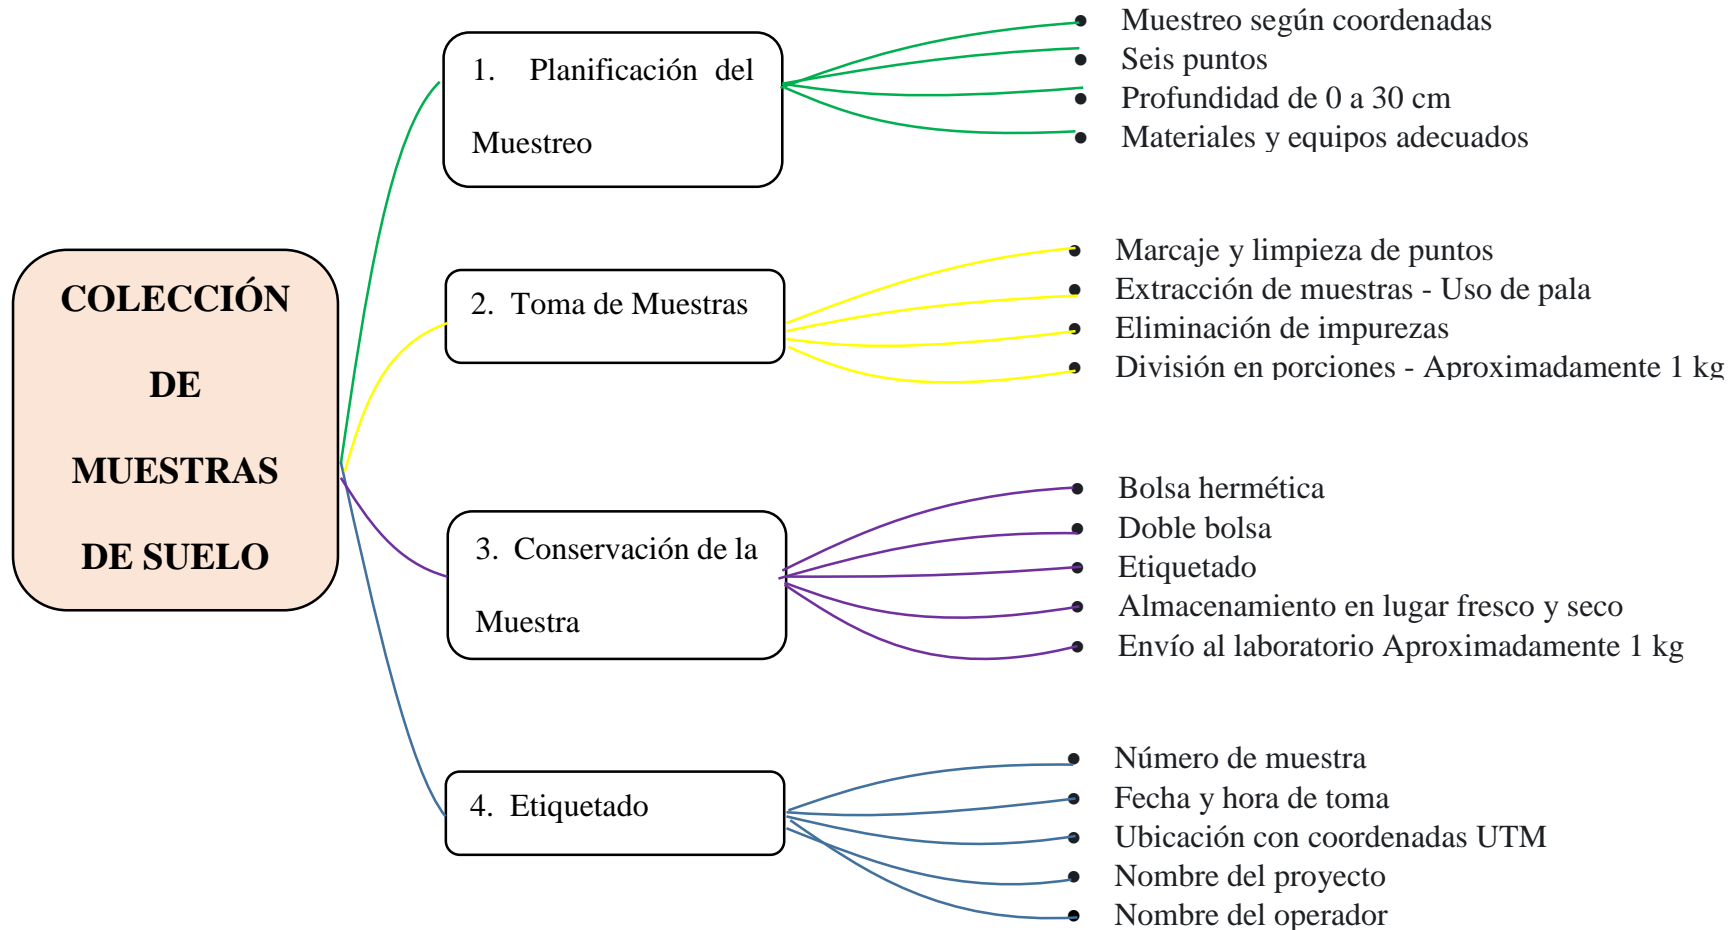 COLECCIÓN
DE
MUESTRAS
DE SUELO
1. Planificación del
Muestreo
• Muestreo según coordenadas
• Seis puntos
• Profundidad de 0 a 30 cm
• Materiales y equipos adecuados
2. Toma de Muestras
• Marcaje y limpieza de puntos
• Extracción de muestras - Uso de pala
• Eliminación de impurezas
• División en porciones - Aproximadamente 1 kg
3. Conservación de la
Muestra
• Bolsa hermética
• Doble bolsa
• Etiquetado
• Almacenamiento en lugar fresco y seco
• Envío al laboratorio Aproximadamente 1 kg
4. Etiquetado
• Número de muestra
• Fecha y hora de toma
• Ubicación con coordenadas UTM
• Nombre del proyecto
• Nombre del operador